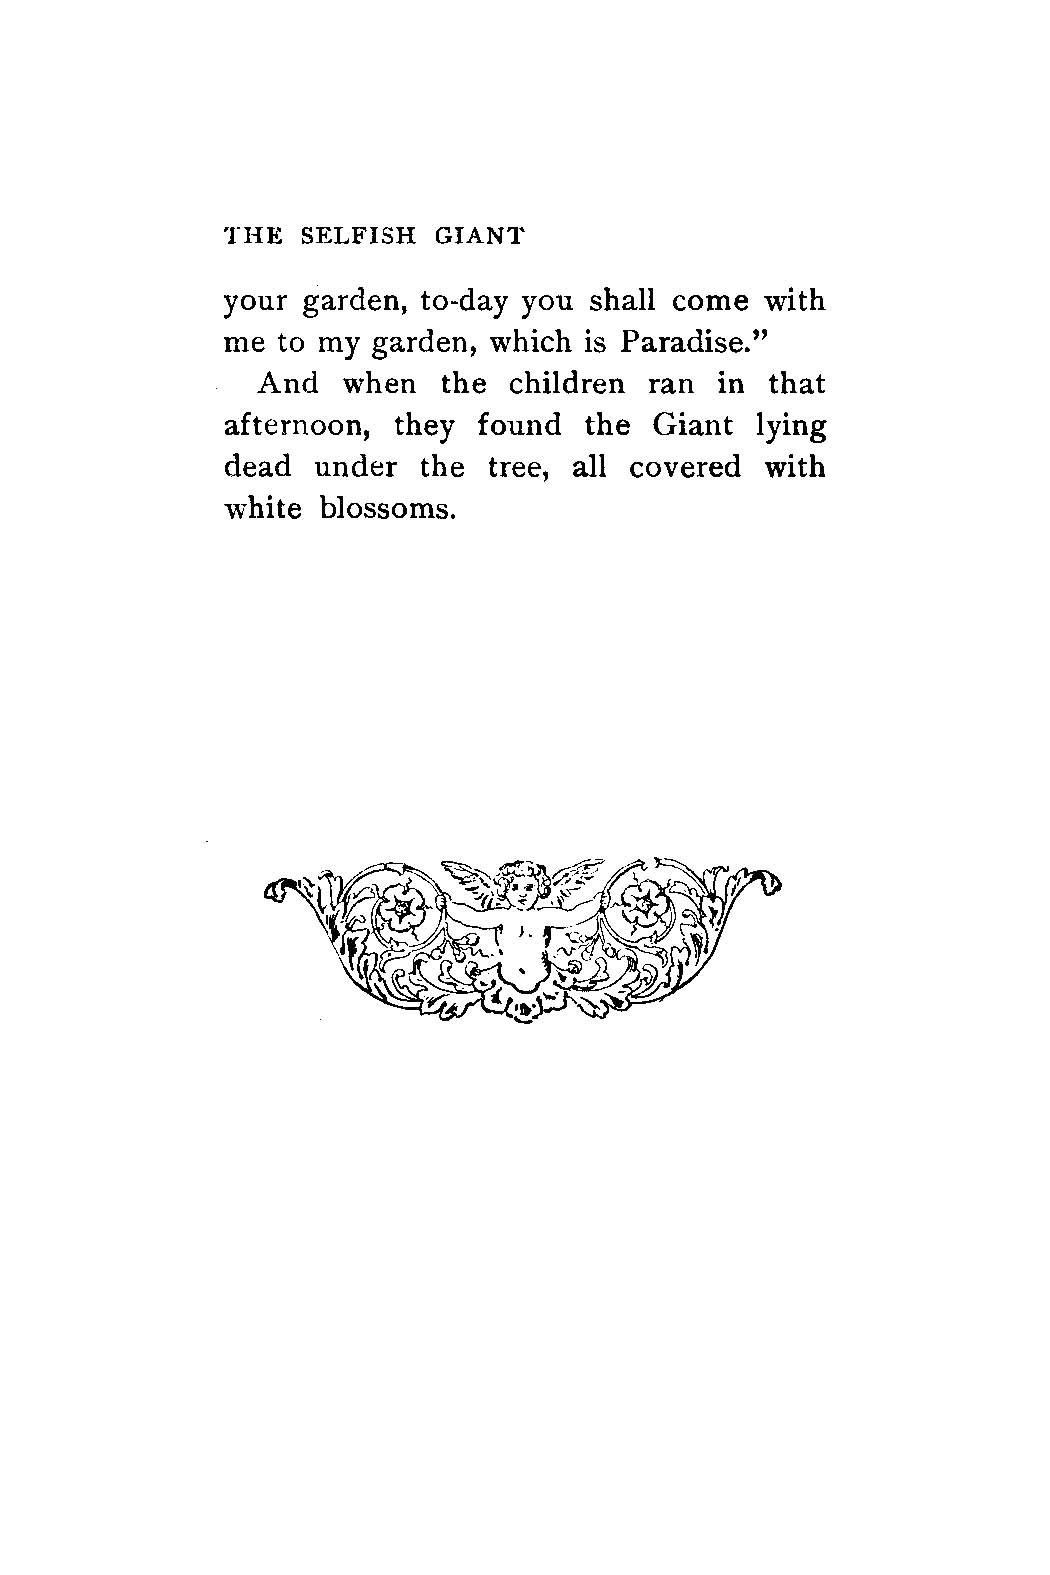 THE SELFISH GIANT
your garden, to-day you shall come with
me to my garden, which is Paradise.”
And when the children ran in that
afternoon, they found the Giant lying
dead under the tree, all covered with
white blossoms.